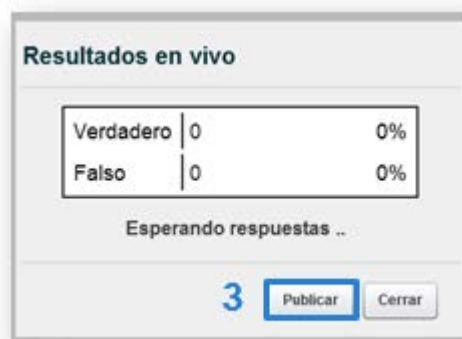 Resultados en vivo
Verdadero 0 0%
Falso 0 0%
Esperando respuestas ..
3 Publicar Cerrar